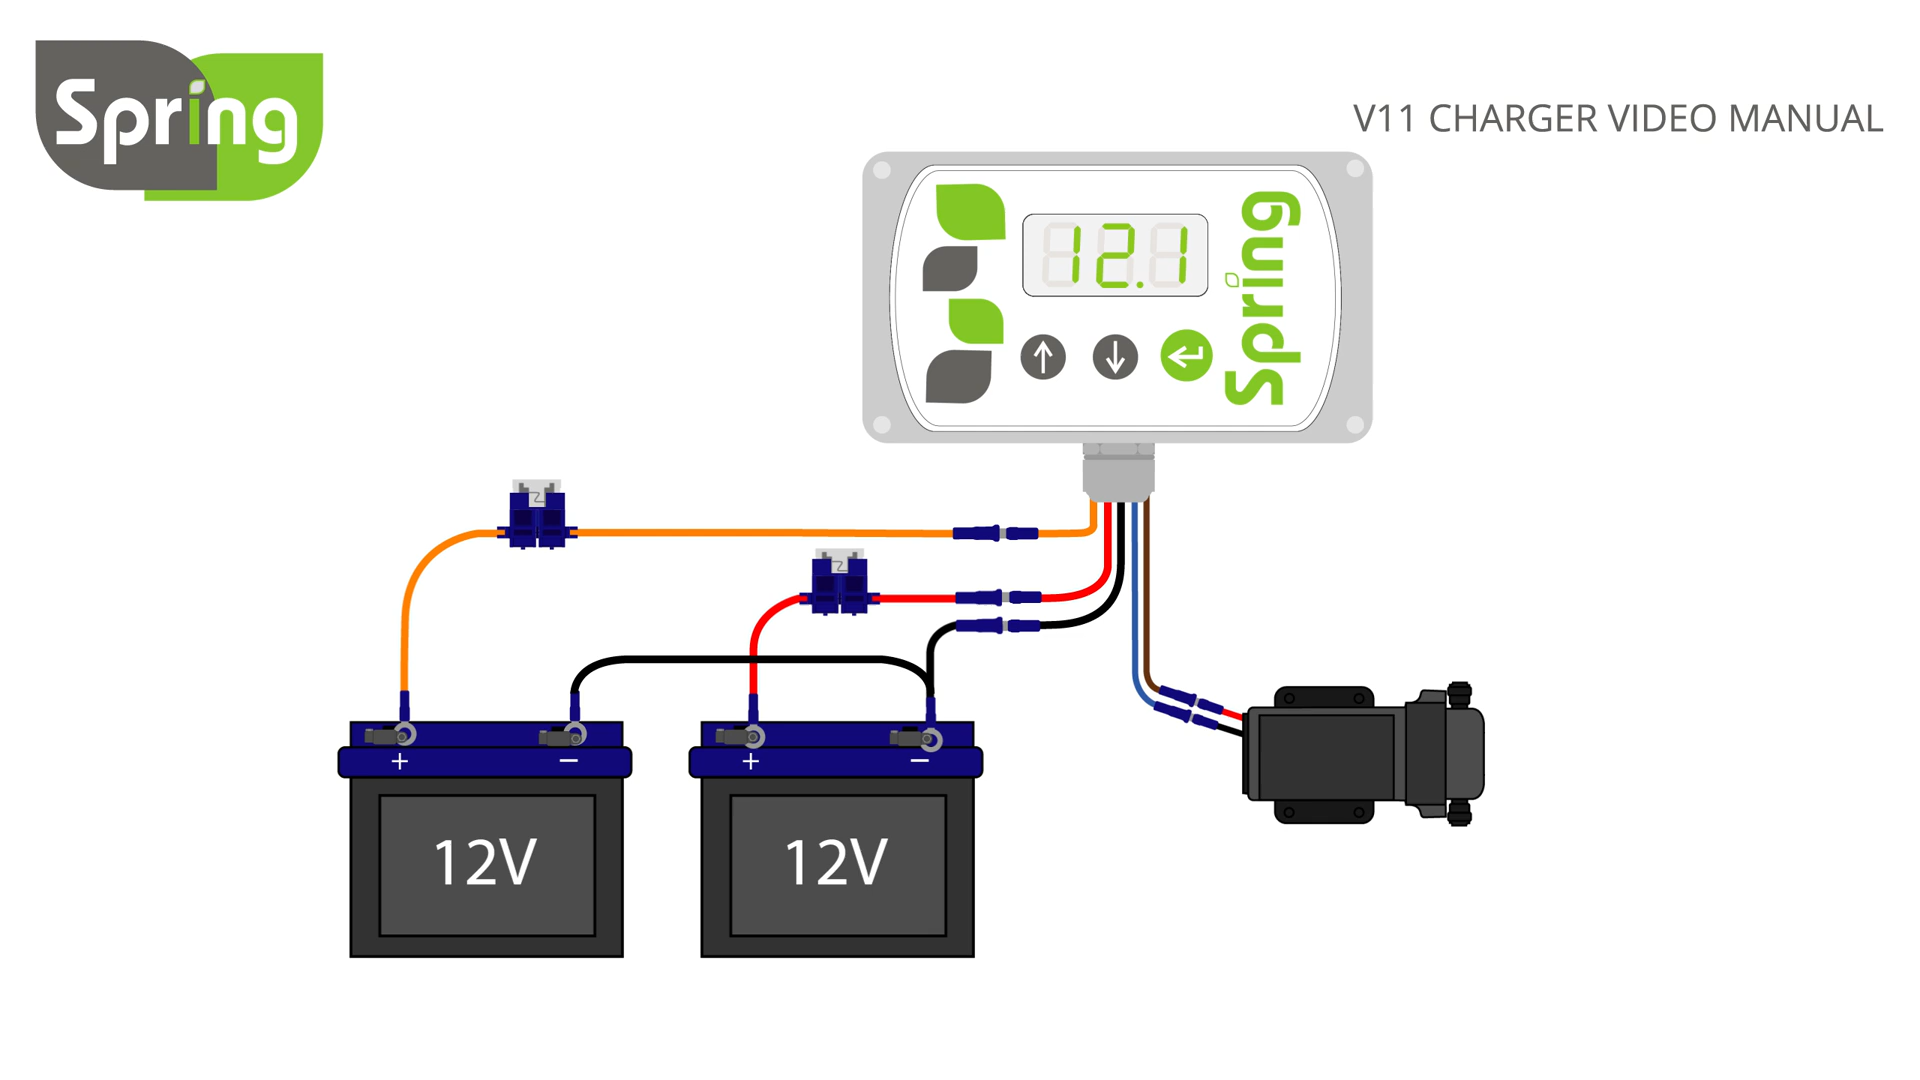 Spring
V11 CHARGER VIDEO MANUAL
12.1
Spring
+ −
+ −
12V
12V